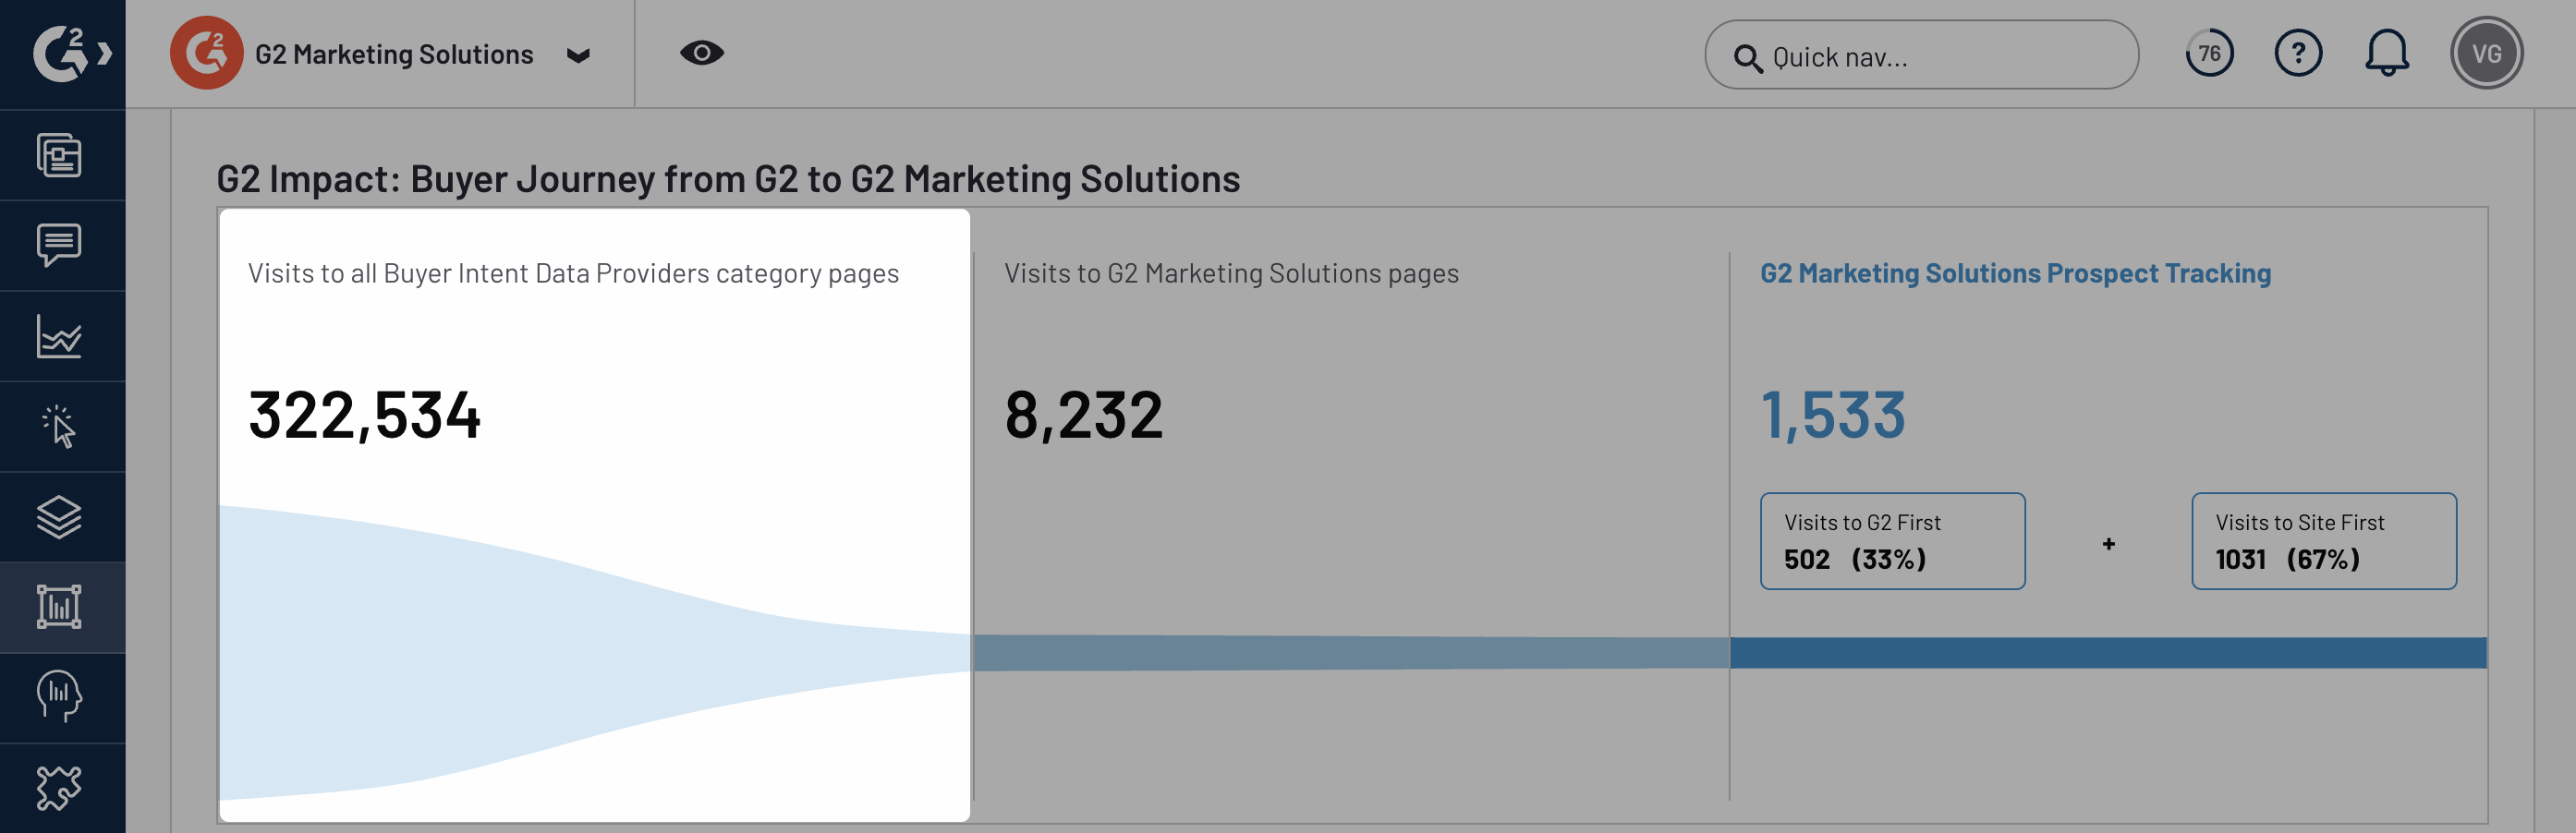 G2
G2 G2 Marketing Solutions
Quick nav...
76
?
VG
G2 Impact: Buyer Journey from G2 to G2 Marketing Solutions
Visits to all Buyer Intent Data Providers category pages
322,534
Visits to G2 Marketing Solutions pages
8,232
G2 Marketing Solutions Prospect Tracking
1,533
Visits to G2 First
502 (33%)
+
Visits to Site First
1031 (67%)